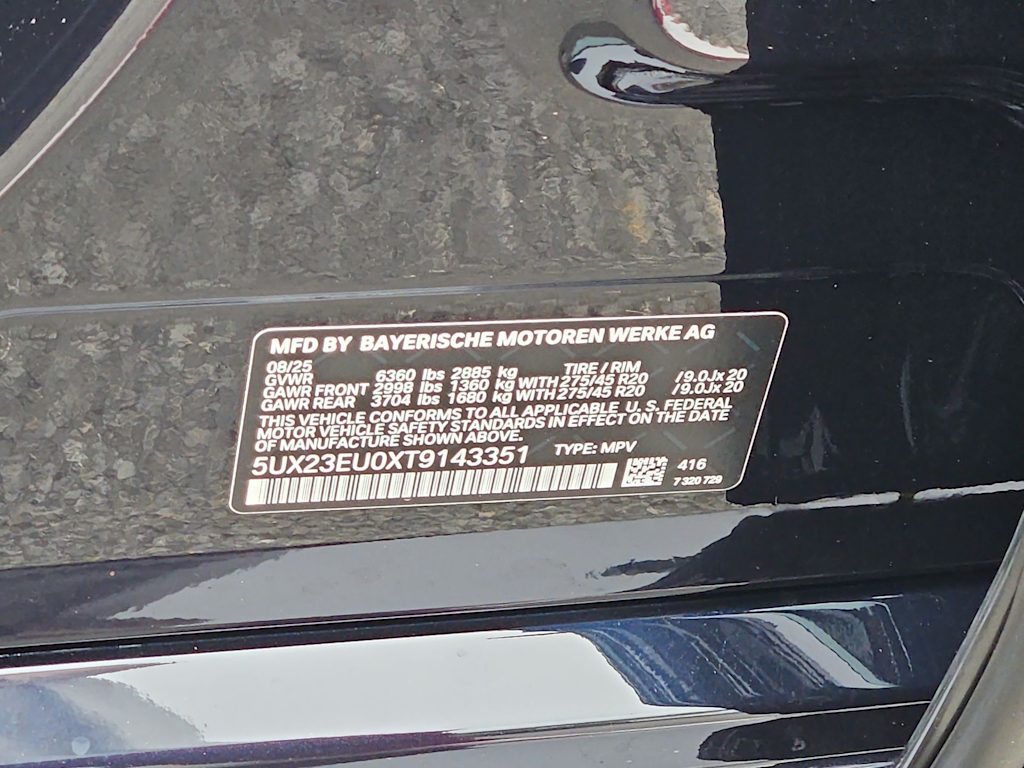 MFD BY BAYERISCHE MOTOREN WERKE AG
08/25
GVWR 6360 lbs 2885 kg TIRE / RIM
GAWR FRONT 2998 lbs 1360 kg WITH 275/45 R20 /9.0Jx 20
GAWR REAR 3704 lbs 1680 kg WITH 275/45 R20 /9.0Jx 20
THIS VEHICLE CONFORMS TO ALL APPLICABLE U. S. FEDERAL
MOTOR VEHICLE SAFETY STANDARDS IN EFFECT ON THE DATE
OF MANUFACTURE SHOWN ABOVE.
5UX23EU0XT9143351 TYPE: MPV
416
7 320 729